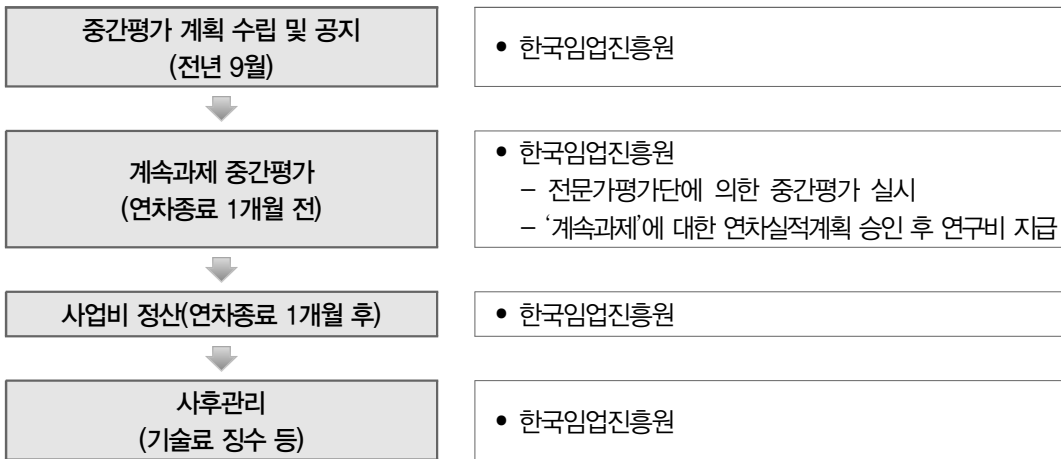 중간평가 계획 수립 및 공지
(전년 9월)
• 한국임업진흥원
계속과제 중간평가
(연차종료 1개월 전)
• 한국임업진흥원
– 전문가평가단에 의한 중간평가 실시
– ‘계속과제’에 대한 연차실적계획 승인 후 연구비 지급
사업비 정산(연차종료 1개월 후)
• 한국임업진흥원
사후관리
(기술료 징수 등)
• 한국임업진흥원